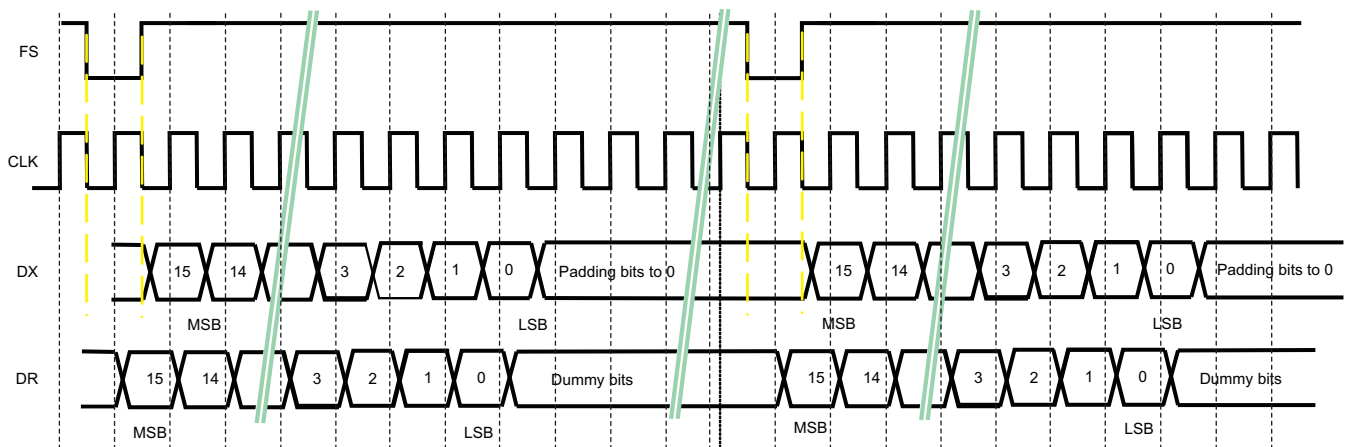 FS
CLK
DX 15 14 3 2 1 0 Padding bits to 0 15 14 3 2 1 0 Padding bits to 0
MSB LSB MSB LSB
DR 15 14 3 2 1 0 Dummy bits 15 14 3 2 1 0 Dummy bits
MSB LSB MSB LSB